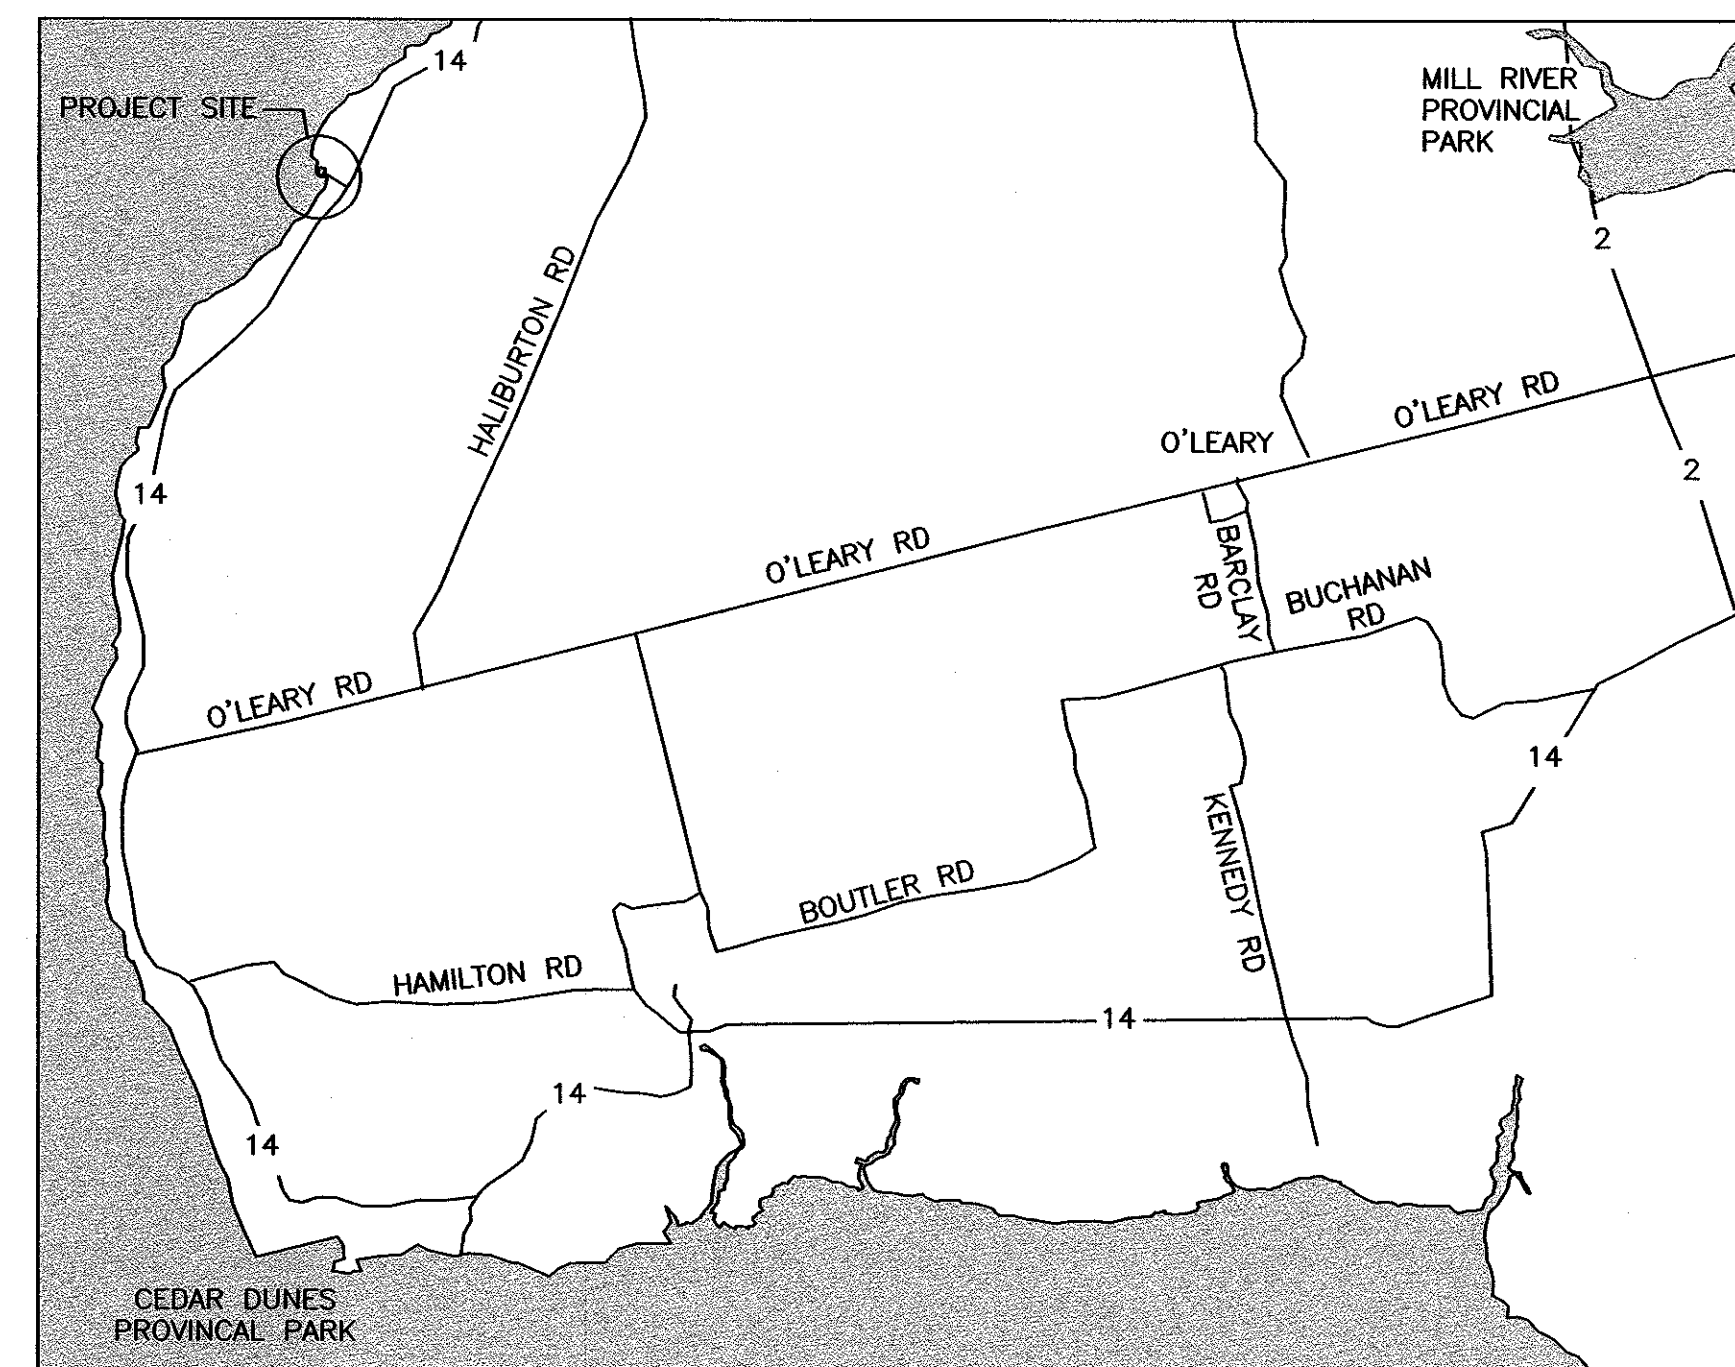 14
PROJECT SITE
MILL RIVER
PROVINCIAL
PARK
2
HALIBURTON RD
O'LEARY RD
O'LEARY
2
14
O'LEARY RD
BARCLAY
RD
BUCHANAN
RD
O'LEARY RD
14
KENNEDY RD
BOUTLER RD
HAMILTON RD
14
14
14
CEDAR DUNES
PROVINCAL PARK